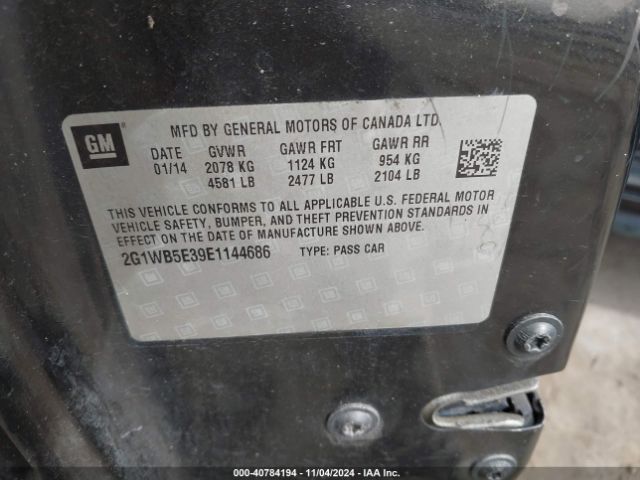 GM
MFD BY GENERAL MOTORS OF CANADA LTD.
DATE GVWR GAWR FRT GAWR RR
01/14 2078 KG 1124 KG 954 KG
4581 LB 2477 LB 2104 LB
THIS VEHICLE CONFORMS TO ALL APPLICABLE U.S. FEDERAL MOTOR
VEHICLE SAFETY, BUMPER, AND THEFT PREVENTION STANDARDS IN
EFFECT ON THE DATE OF MANUFACTURE SHOWN ABOVE.
2G1WB5E39E1144686 TYPE: PASS CAR
000-40784194 - 11/04/2024 - IAA Inc.